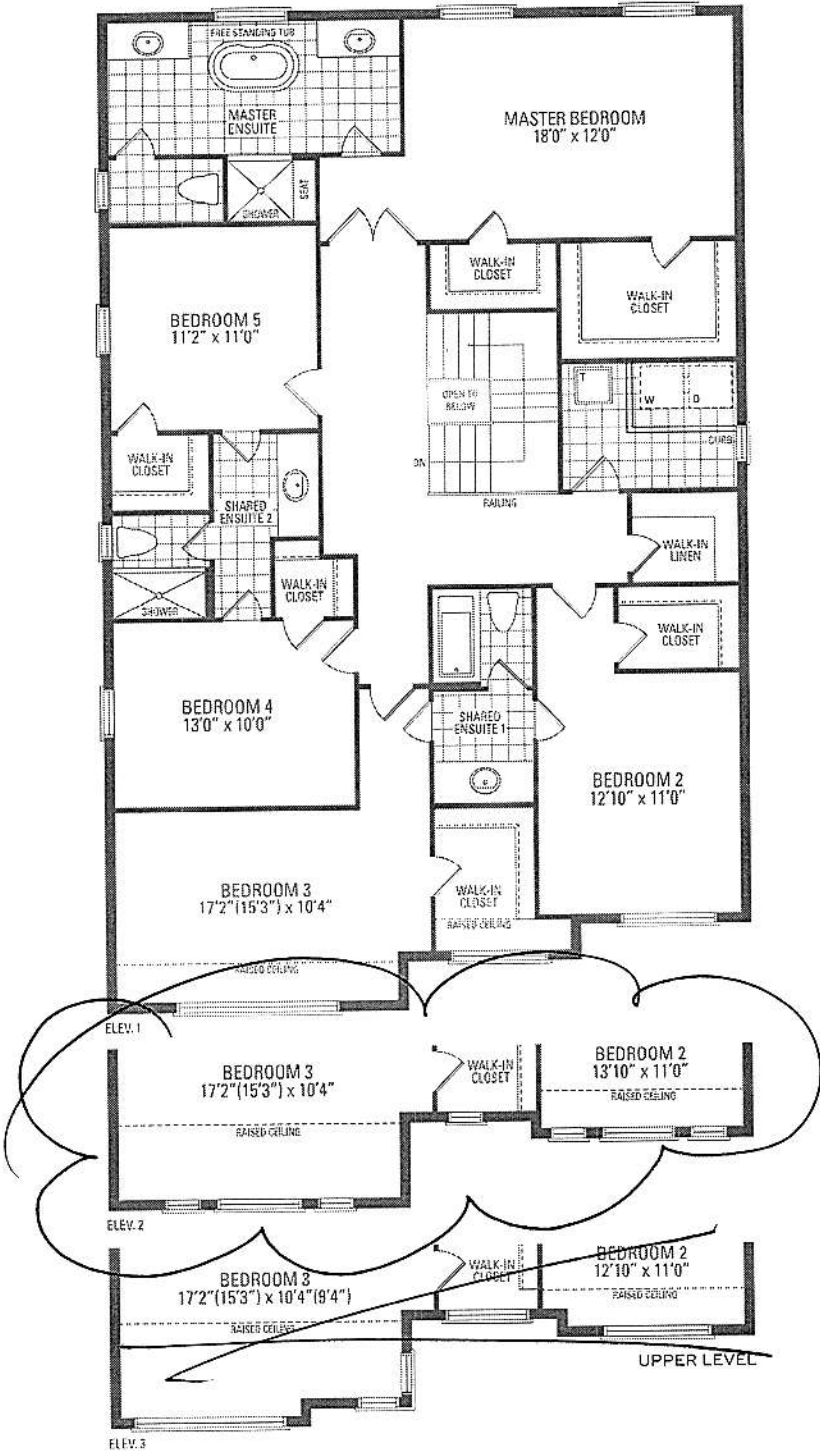 FREE STANDING TUB
MASTER
ENSUITE
MASTER BEDROOM
18'0" x 12'0"
SHOWER
SEAT
WALK-IN
CLOSET
WALK-IN
CLOSET
BEDROOM 5
11'2" x 11'0"
OPEN TO
BELOW
T
W
D
CURB
WALK-IN
CLOSET
DN
SHARED
ENSUITE 2
RAILING
WALK-IN
LINEN
WALK-IN
CLOSET
SHOWER
WALK-IN
CLOSET
BEDROOM 4
13'0" x 10'0"
SHARED
ENSUITE 1
BEDROOM 2
12'10" x 11'0"
BEDROOM 3
17'2"(15'3") x 10'4"
WALK-IN
CLOSET
RAISED CEILING
RAISED CEILING
ELEV. 1
BEDROOM 3
17'2"(15'3") x 10'4"
WALK-IN
CLOSET
BEDROOM 2
13'10" x 11'0"
RAISED CEILING
RAISED CEILING
ELEV. 2
BEDROOM 3
17'2"(15'3") x 10'4"(9'4")
WALK-IN
CLOSET
BEDROOM 2
12'10" x 11'0"
RAISED CEILING
RAISED CEILING
UPPER LEVEL
ELEV. 3